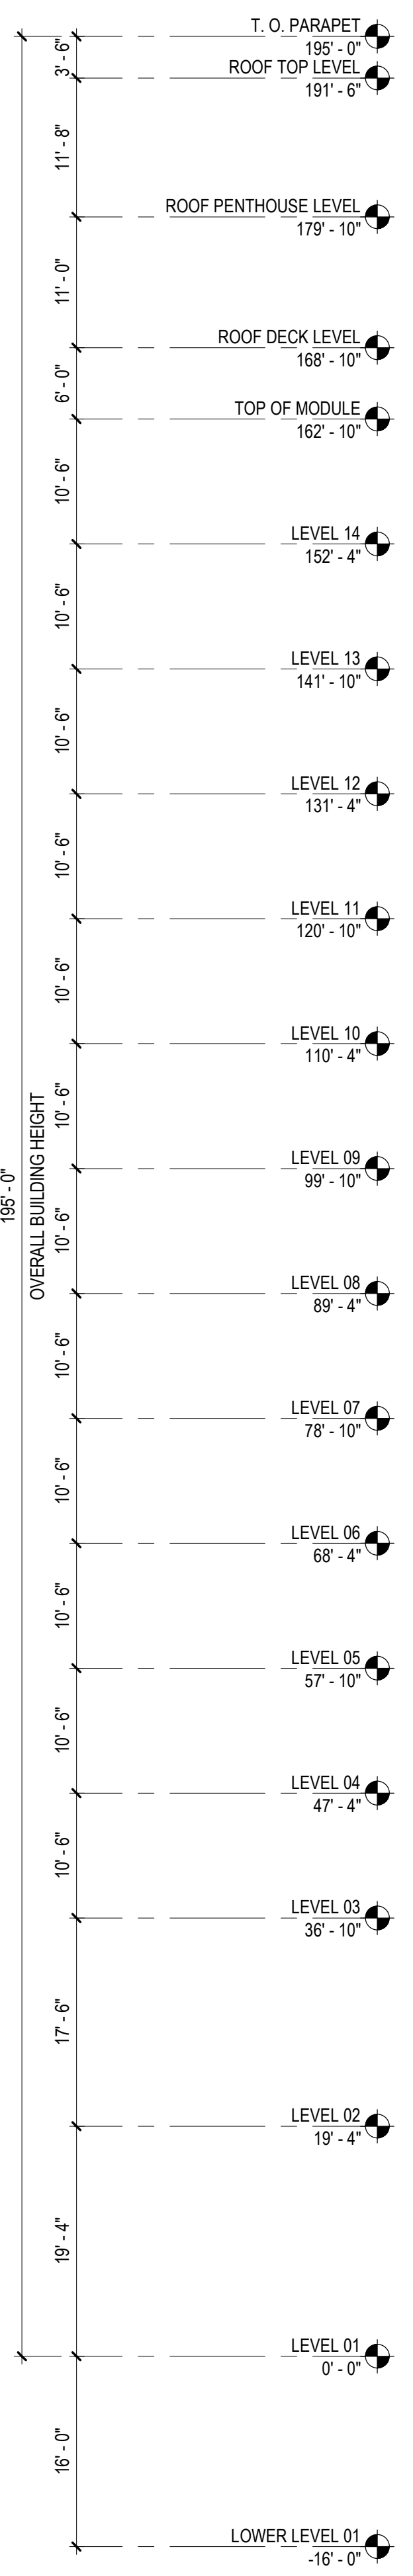 T. O. PARAPET
195' - 0"
3' - 6"
ROOF TOP LEVEL
191' - 6"
11' - 8"
ROOF PENTHOUSE LEVEL
179' - 10"
11' - 0"
ROOF DECK LEVEL
168' - 10"
6' - 0"
TOP OF MODULE
162' - 10"
10' - 6"
LEVEL 14
152' - 4"
10' - 6"
LEVEL 13
141' - 10"
10' - 6"
LEVEL 12
131' - 4"
10' - 6"
LEVEL 11
120' - 10"
10' - 6"
LEVEL 10
110' - 4"
10' - 6"
LEVEL 09
99' - 10"
195' - 0"
OVERALL BUILDING HEIGHT
10' - 6"
LEVEL 08
89' - 4"
10' - 6"
LEVEL 07
78' - 10"
10' - 6"
LEVEL 06
68' - 4"
10' - 6"
LEVEL 05
57' - 10"
10' - 6"
LEVEL 04
47' - 4"
10' - 6"
LEVEL 03
36' - 10"
17' - 6"
LEVEL 02
19' - 4"
19' - 4"
LEVEL 01
0' - 0"
16' - 0"
LOWER LEVEL 01
-16' - 0"